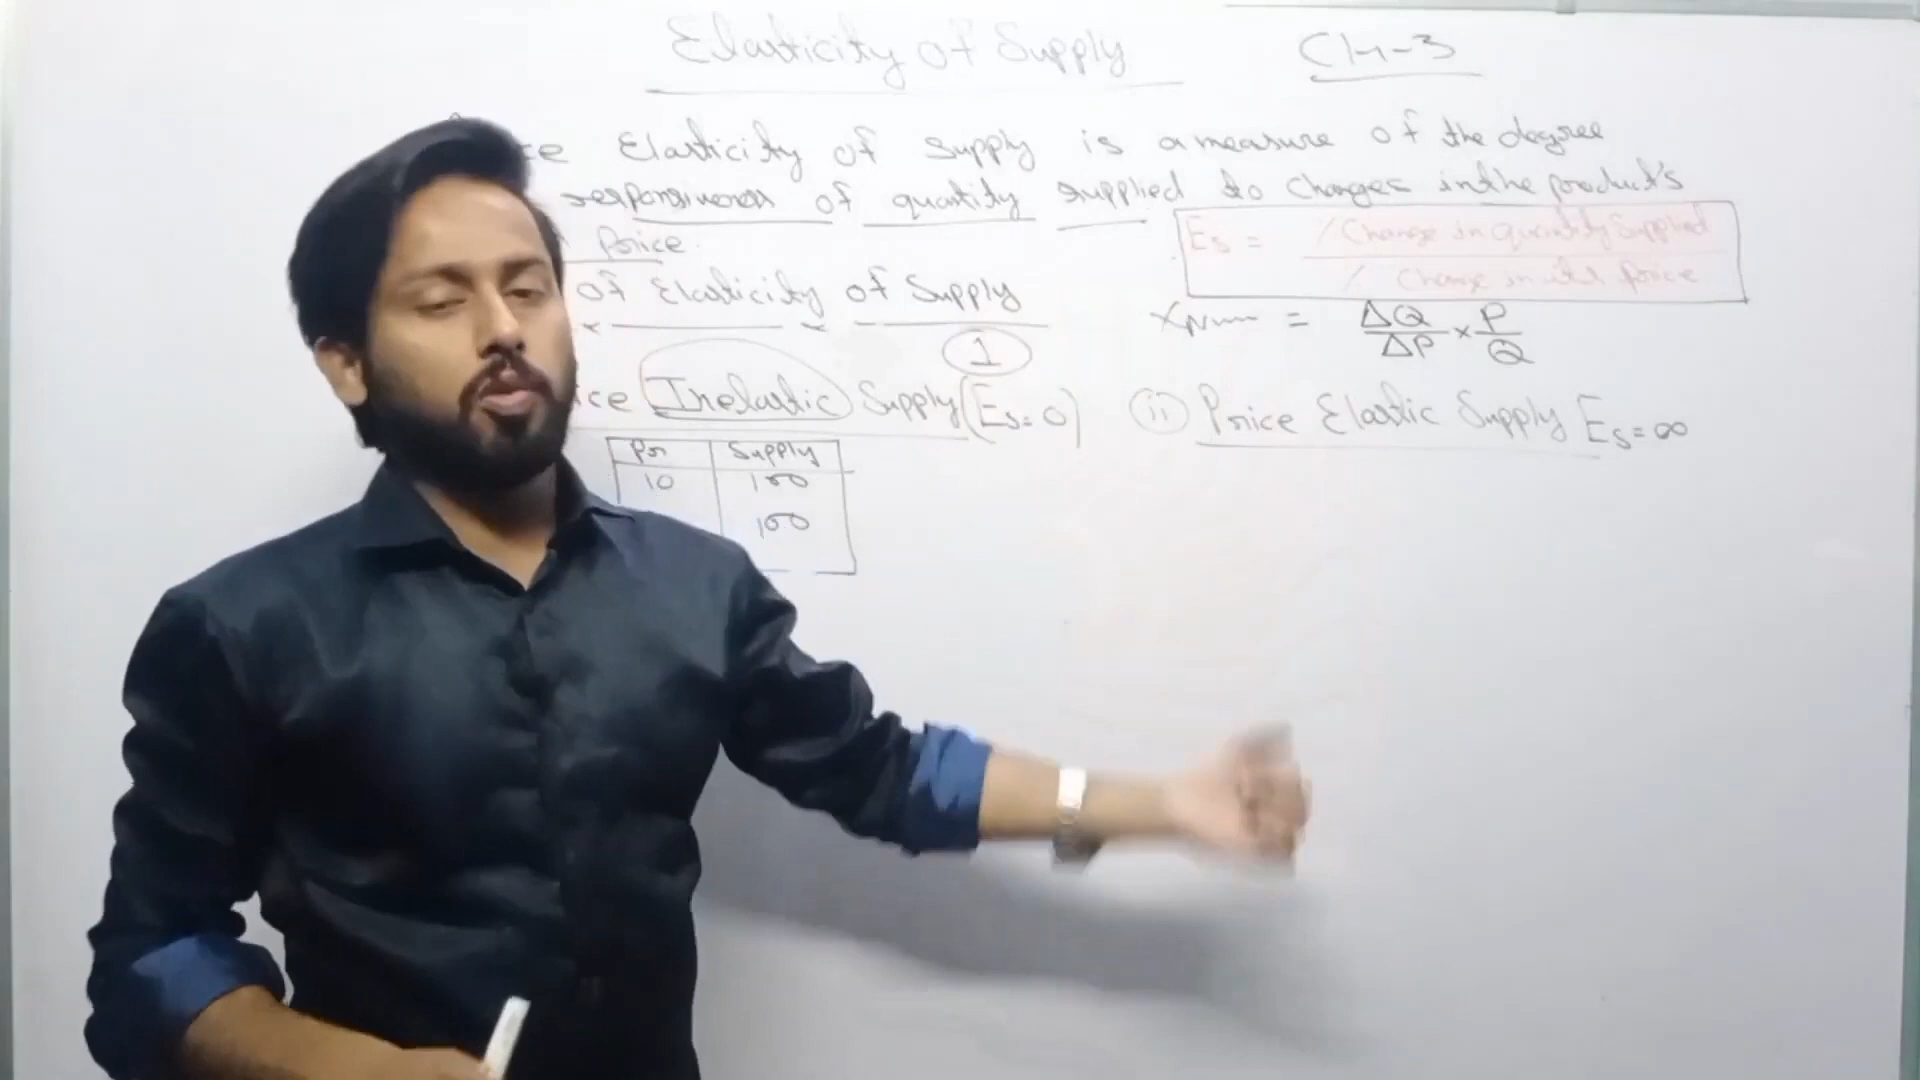 Elasticity of Supply
CH-3
Elasticity of Supply is a measure of the degree
responsiveness of quantity supplied to changes in the product's
Price.
Es = % Change in quantity Supplied
% Change in its price
of Elasticity of Supply
= ΔQ/ΔP × P/Q
1
Inelastic Supply (Es=0)
ii Price Elastic Supply Es=∞
Pr Supply
10 100
100